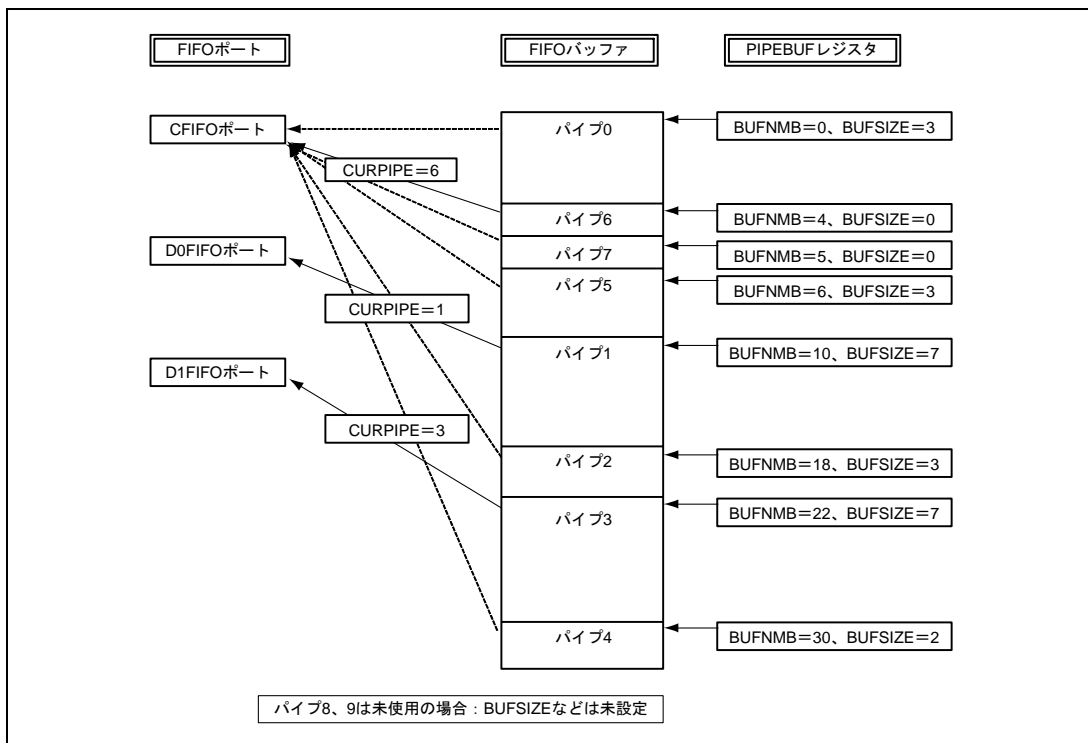 FIFOポート
FIFOバッファ
PIPEBUFレジスタ
CFIFOポート
パイプ0
BUFNMB=0、BUFSIZE=3
CURPIPE=6
パイプ6
BUFNMB=4、BUFSIZE=0
D0FIFOポート
パイプ7
BUFNMB=5、BUFSIZE=0
パイプ5
BUFNMB=6、BUFSIZE=3
CURPIPE=1
パイプ1
BUFNMB=10、BUFSIZE=7
D1FIFOポート
CURPIPE=3
パイプ2
BUFNMB=18、BUFSIZE=3
パイプ3
BUFNMB=22、BUFSIZE=7
パイプ4
BUFNMB=30、BUFSIZE=2
パイプ8、9は未使用の場合：BUFSIZEなどは未設定